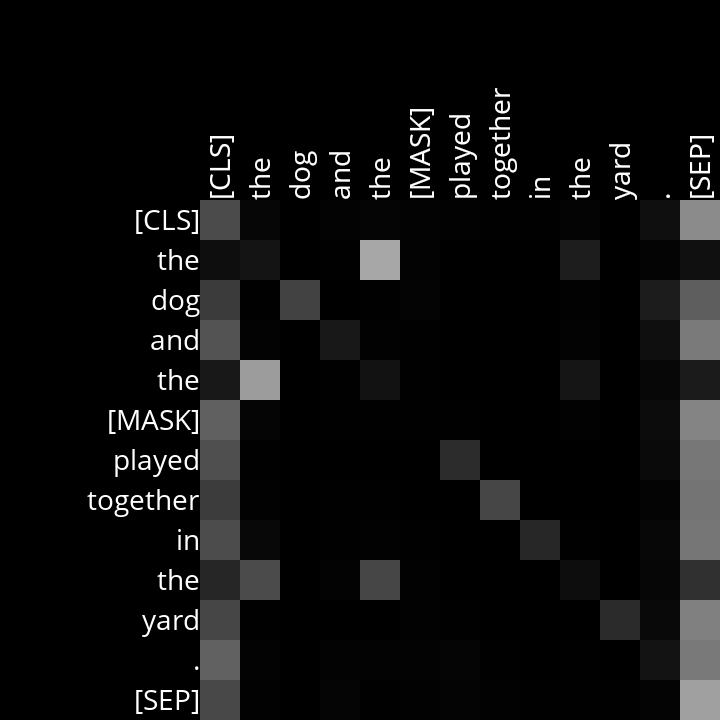 [CLS] the dog and the [MASK] played together in the yard . [SEP]
[CLS]
the
dog
and
the
[MASK]
played
together
in
the
yard
.
[SEP]